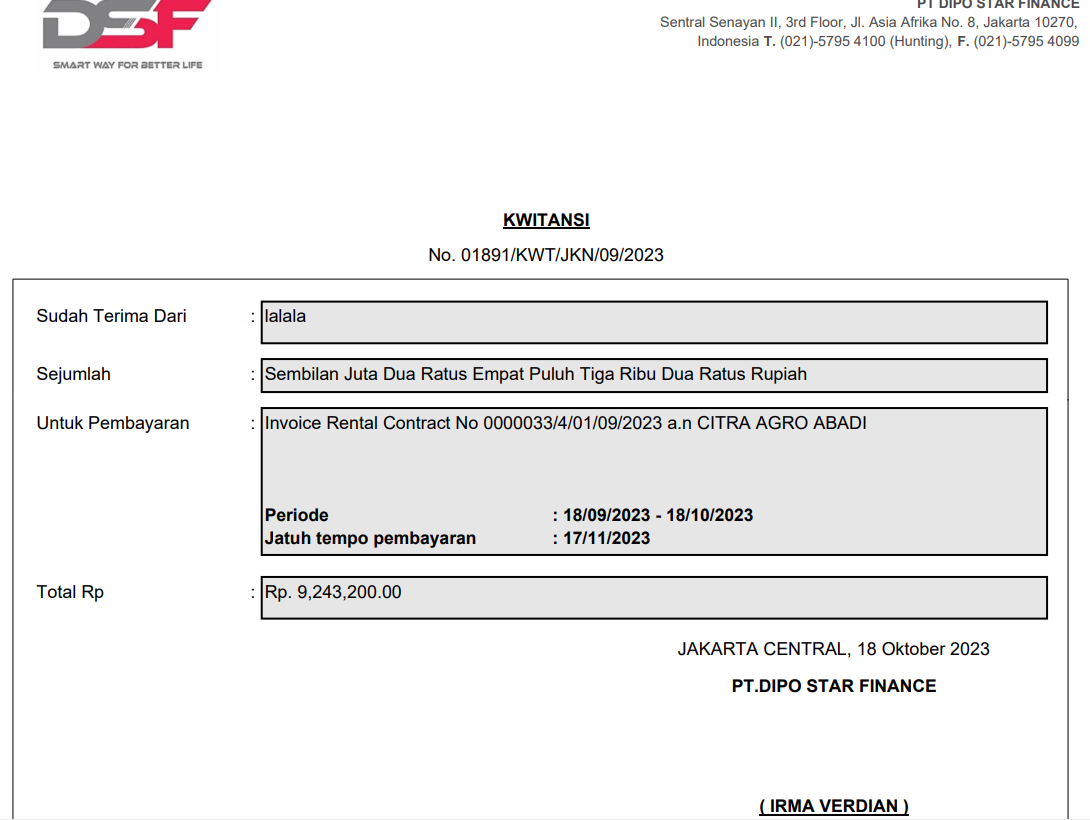 DSF
SMART WAY FOR BETTER LIFE
PT DIPO STAR FINANCE
Sentral Senayan II, 3rd Floor, Jl. Asia Afrika No. 8, Jakarta 10270,
Indonesia T. (021)-5795 4100 (Hunting), F. (021)-5795 4099
KWITANSI
No. 01891/KWT/JKN/09/2023
Sudah Terima Dari : lalala
Sejumlah : Sembilan Juta Dua Ratus Empat Puluh Tiga Ribu Dua Ratus Rupiah
Untuk Pembayaran : Invoice Rental Contract No 0000033/4/01/09/2023 a.n CITRA AGRO ABADI
Periode : 18/09/2023 - 18/10/2023
Jatuh tempo pembayaran : 17/11/2023
Total Rp : Rp. 9,243,200.00
JAKARTA CENTRAL, 18 Oktober 2023
PT.DIPO STAR FINANCE
( IRMA VERDIAN )